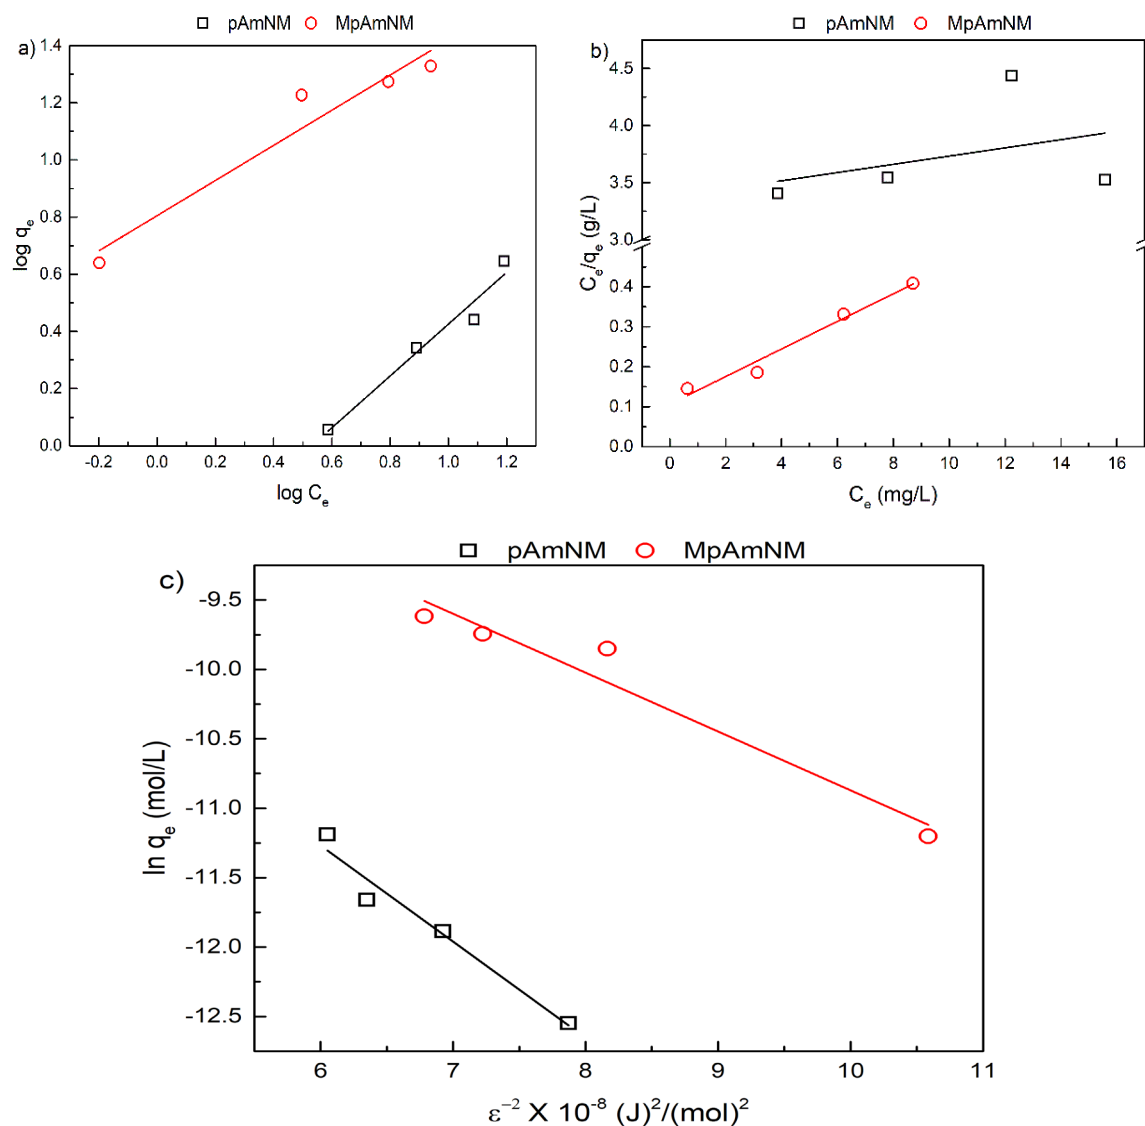 pAmNM MpAmNM
a)
1.4
1.2
1.0
0.8
0.6
0.4
0.2
0.0
log qe
-0.2 0.0 0.2 0.4 0.6 0.8 1.0 1.2
log Ce
pAmNM MpAmNM
b)
4.5
4.0
3.5
3.0
0.4
0.3
0.2
0.1
0.0
Ce/qe (g/L)
0 2 4 6 8 10 12 14 16
Ce (mg/L)
pAmNM MpAmNM
c)
-9.5
-10.0
-10.5
-11.0
-11.5
-12.0
-12.5
ln qe (mol/L)
6 7 8 9 10 11
ε⁻² X 10⁻⁸ (J)²/(mol)²